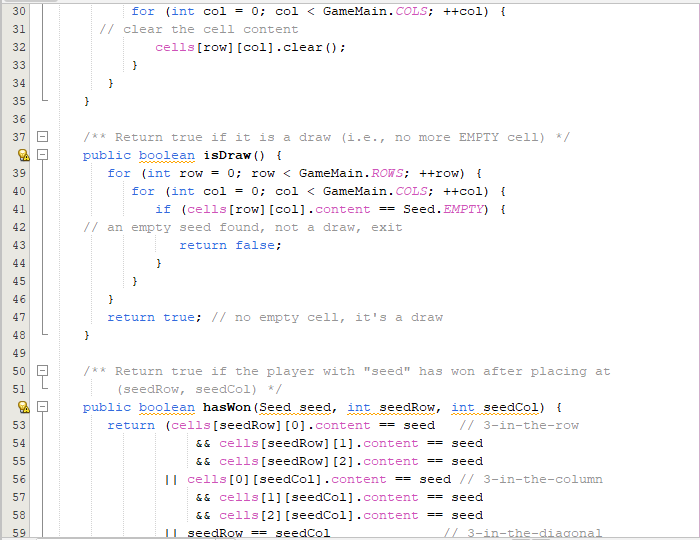 30 for (int col = 0; col < GameMain.COLS; ++col) {
31 // clear the cell content
32 cells[row][col].clear();
33 }
34 }
35 }
36
37 /** Return true if it is a draw (i.e., no more EMPTY cell) */
public boolean isDraw() {
39 for (int row = 0; row < GameMain.ROWS; ++row) {
40 for (int col = 0; col < GameMain.COLS; ++col) {
41 if (cells[row][col].content == Seed.EMPTY) {
42 // an empty seed found, not a draw, exit
43 return false;
44 }
45 }
46 }
47 return true; // no empty cell, it's a draw
48 }
49
50 /** Return true if the player with "seed" has won after placing at
51 (seedRow, seedCol) */
public boolean hasWon(Seed seed, int seedRow, int seedCol) {
53 return (cells[seedRow][0].content == seed // 3-in-the-row
54 && cells[seedRow][1].content == seed
55 && cells[seedRow][2].content == seed
56 || cells[0][seedCol].content == seed // 3-in-the-column
57 && cells[1][seedCol].content == seed
58 && cells[2][seedCol].content == seed
59 || seedRow == seedCol // 3-in-the-diagonal